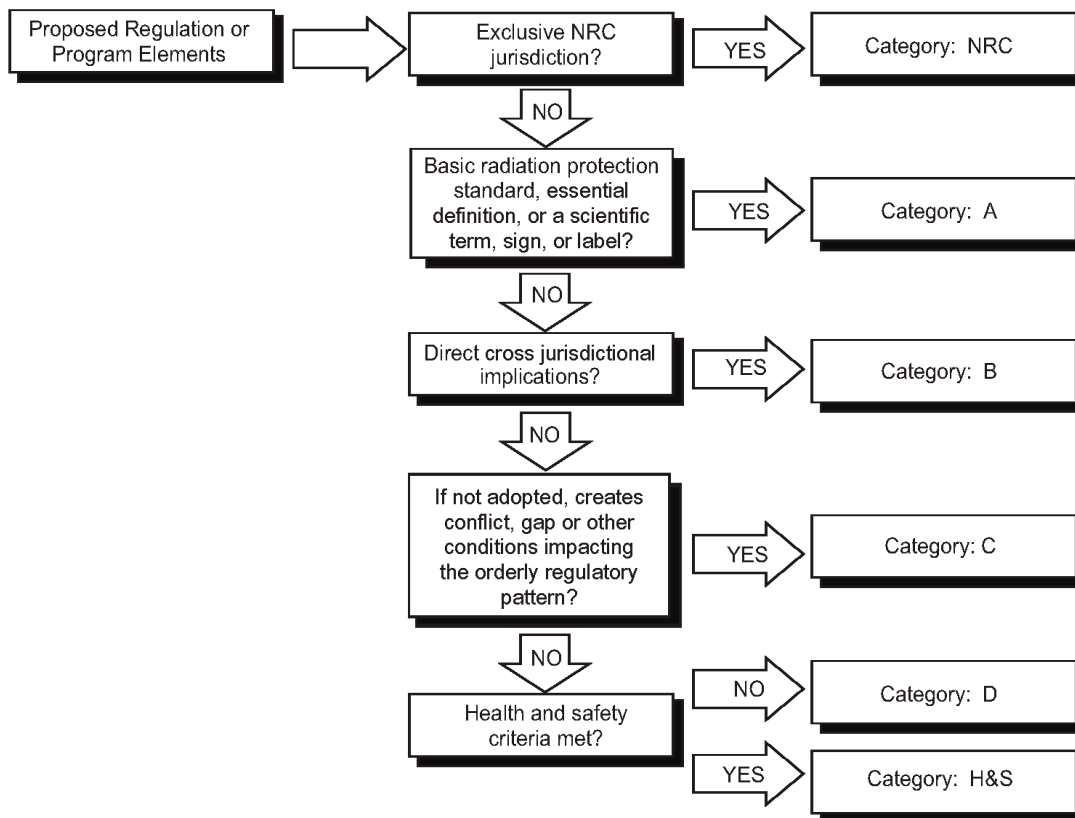 Proposed Regulation or
Program Elements
Exclusive NRC
jurisdiction?
YES
Category: NRC
NO
Basic radiation protection
standard, essential
definition, or a scientific
term, sign, or label?
YES
Category: A
NO
Direct cross jurisdictional
implications?
YES
Category: B
NO
If not adopted, creates
conflict, gap or other
conditions impacting
the orderly regulatory
pattern?
YES
Category: C
NO
Health and safety
criteria met?
NO
Category: D
YES
Category: H&S